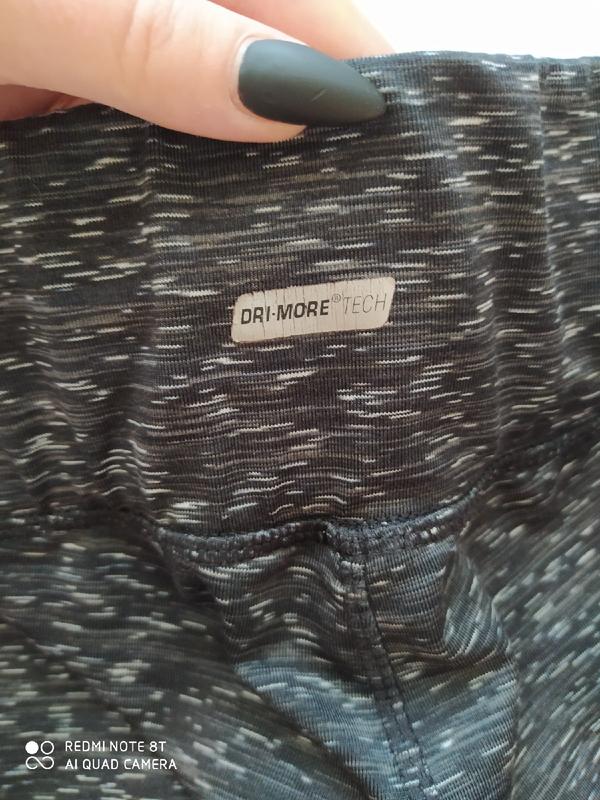 DRI·MORE® TECH
REDMI NOTE 8T
AI QUAD CAMERA